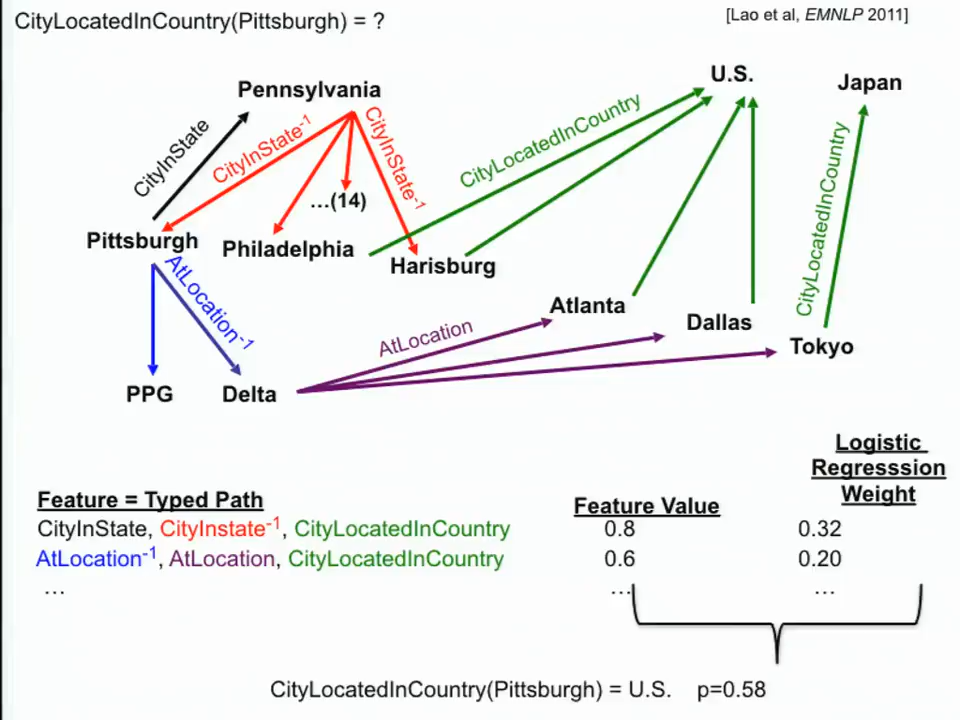 CityLocatedInCountry(Pittsburgh) = ?
[Lao et al, EMNLP 2011]
U.S.
Japan
Pennsylvania
CityInState
CityInState-1
CityInState-1
CityLocatedInCountry
CityLocatedInCountry
…(14)
Pittsburgh
Philadelphia
Harisburg
AtLocation-1
Atlanta
Dallas
Tokyo
AtLocation
PPG
Delta
Logistic
Regresssion
Weight
Feature = Typed Path
Feature Value
CityInState, CityInstate-1, CityLocatedInCountry 0.8 0.32
AtLocation-1, AtLocation, CityLocatedInCountry 0.6 0.20
… … …
CityLocatedInCountry(Pittsburgh) = U.S. p=0.58